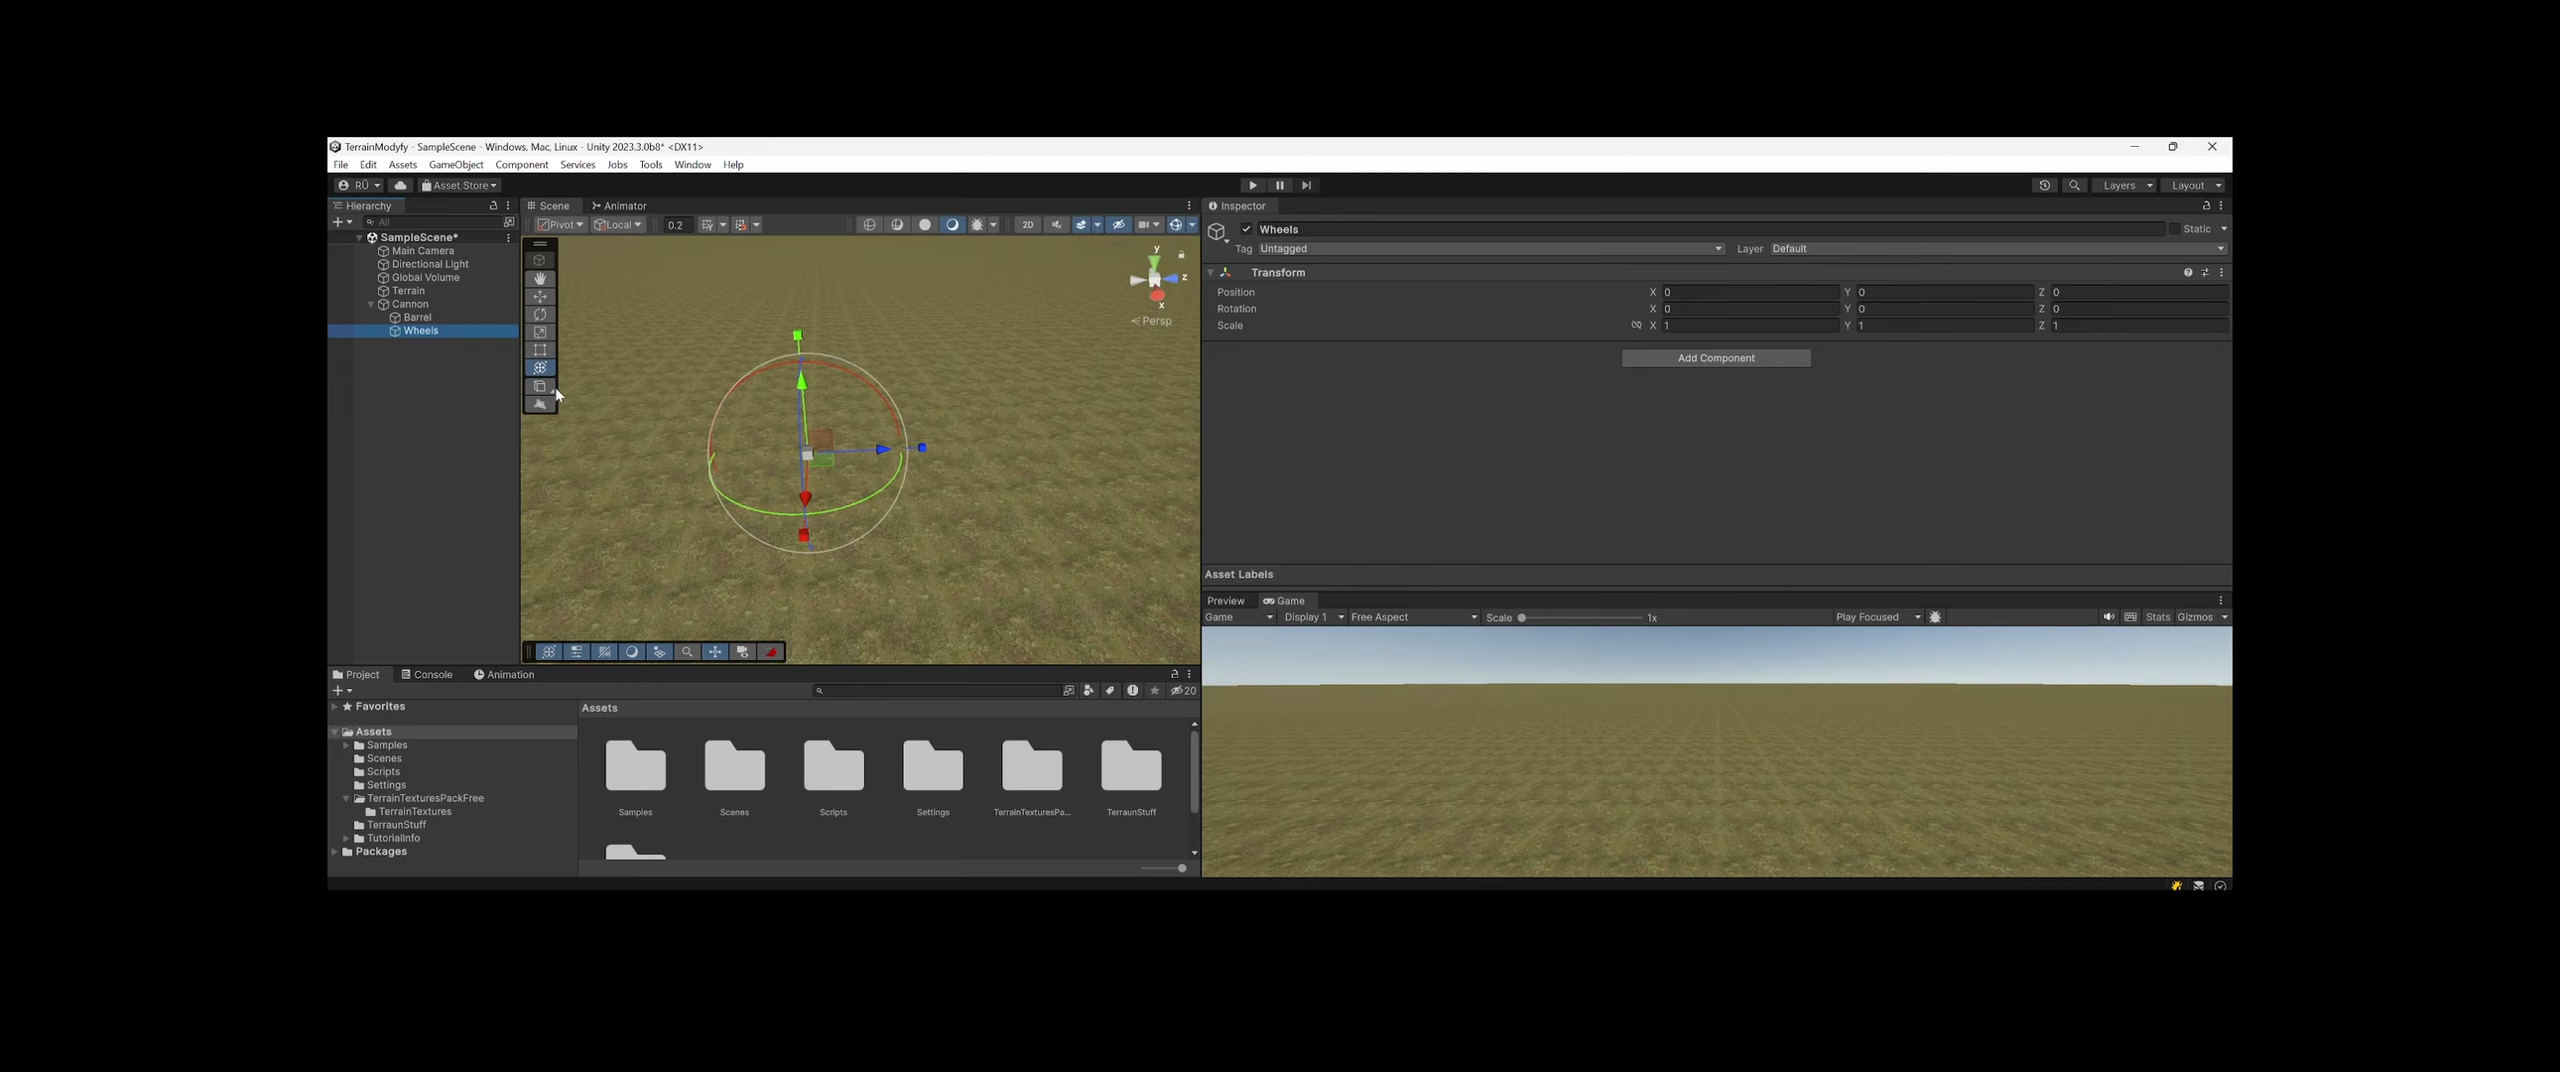 TerrainModyfy - SampleScene - Windows, Mac, Linux - Unity 2023.3.0b8* <DX11>
File Edit Assets GameObject Component Services Jobs Tools Window Help
RÜ Asset Store Layers Layout
Hierarchy
All
SampleScene*
Main Camera
Directional Light
Global Volume
Terrain
Cannon
Barrel
Wheels
Scene Animator
Pivot Local 0.2 2D
y
z
x
Persp
Inspector
Wheels Static
Tag Untagged Layer Default
Transform
Position X 0 Y 0 Z 0
Rotation X 0 Y 0 Z 0
Scale X 1 Y 1 Z 1
Add Component
Asset Labels
Preview Game
Game Display 1 Free Aspect Scale 1x Play Focused Stats Gizmos
Project Console Animation
20
Favorites
Assets
Samples
Scenes
Scripts
Settings
TerrainTexturesPackFree
TerrainTextures
TerraunStuff
TutorialInfo
Packages
Assets
Samples Scenes Scripts Settings TerrainTexturesPa... TerraunStuff